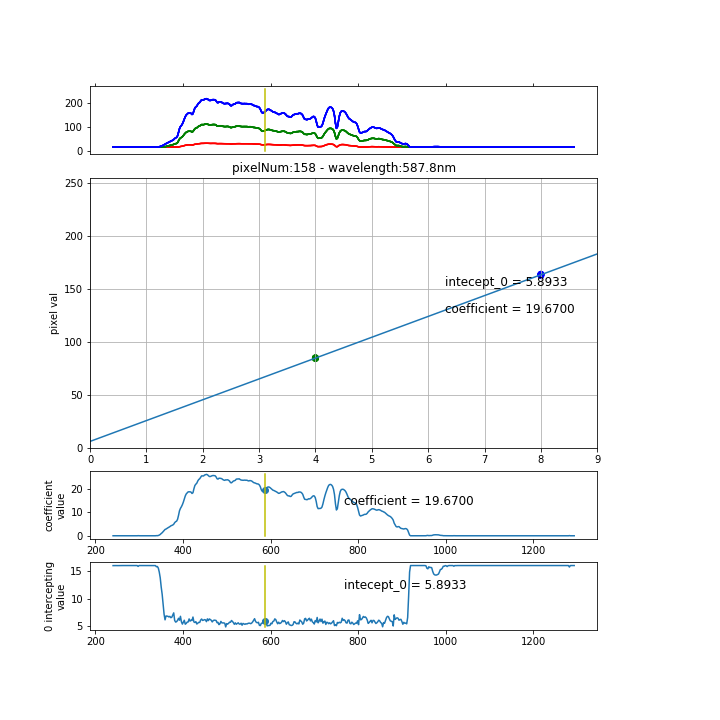 200
100
0
pixelNum:158 - wavelength:587.8nm
250
200
150
100
50
0
pixel val
intecept_0 = 5.8933
coefficient = 19.6700
0 1 2 3 4 5 6 7 8 9
20
10
0
coefficient
value
coefficient = 19.6700
200 400 600 800 1000 1200
15
10
5
0 intercepting
value
intecept_0 = 5.8933
200 400 600 800 1000 1200